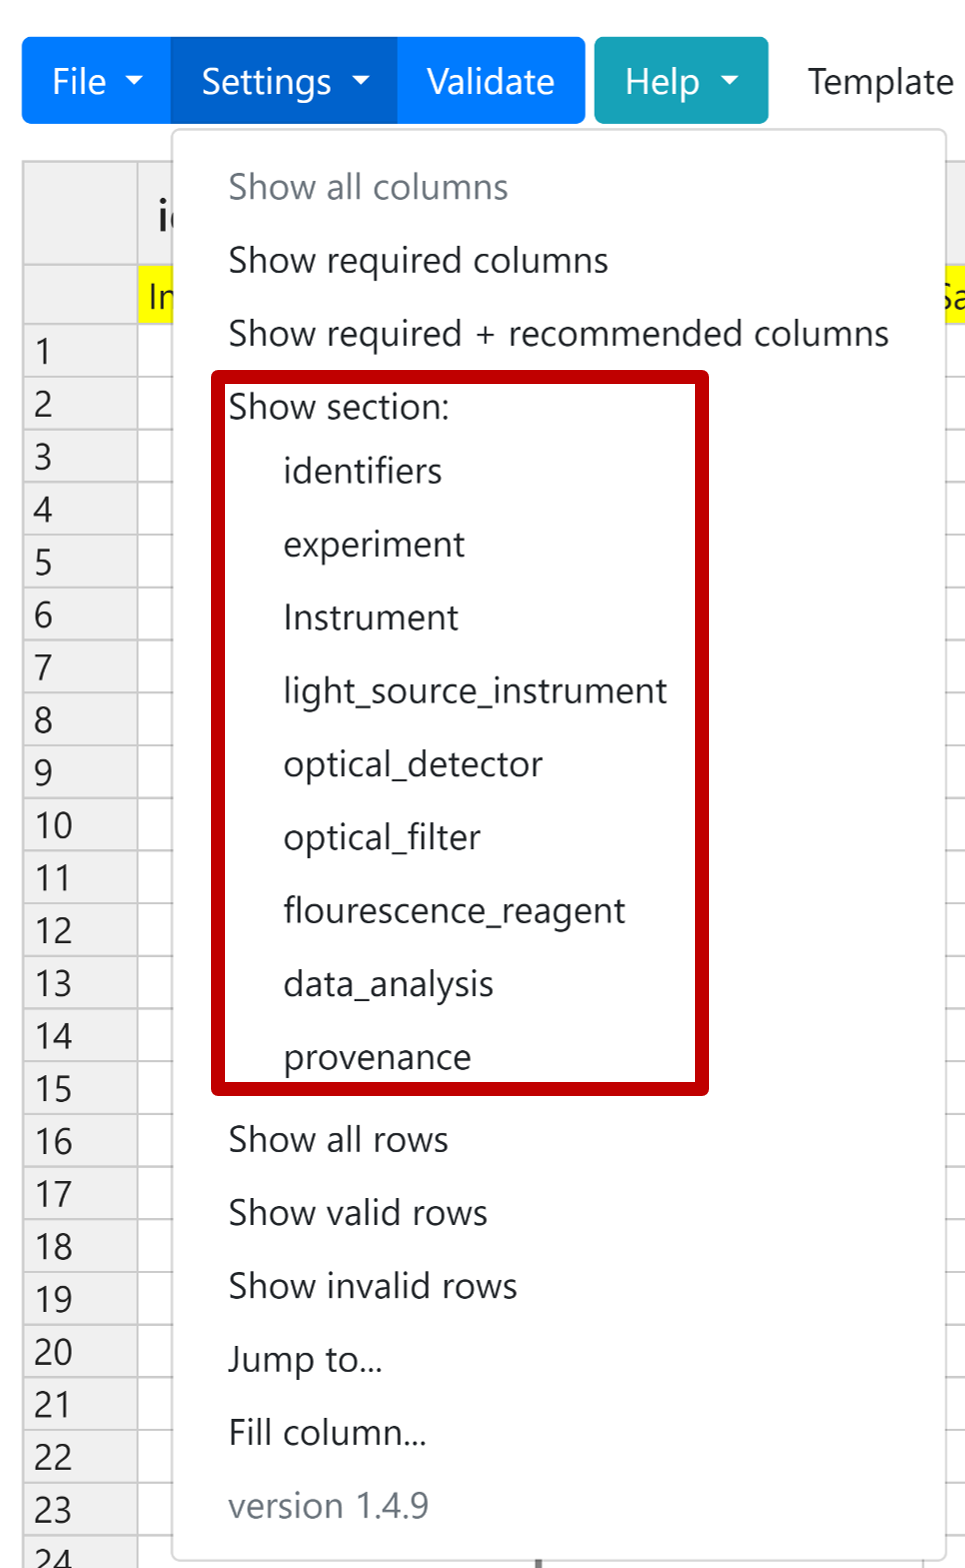 File Settings Validate Help Template
Show all columns
Show required columns
Show required + recommended columns
1
2 Show section:
3 identifiers
4
5 experiment
6 Instrument
7
8 light_source_instrument
9 optical_detector
10 optical_filter
11
12 flourescence_reagent
13 data_analysis
14
15 provenance
16 Show all rows
17 Show valid rows
18
19 Show invalid rows
20 Jump to...
21
22 Fill column...
23 version 1.4.9
24